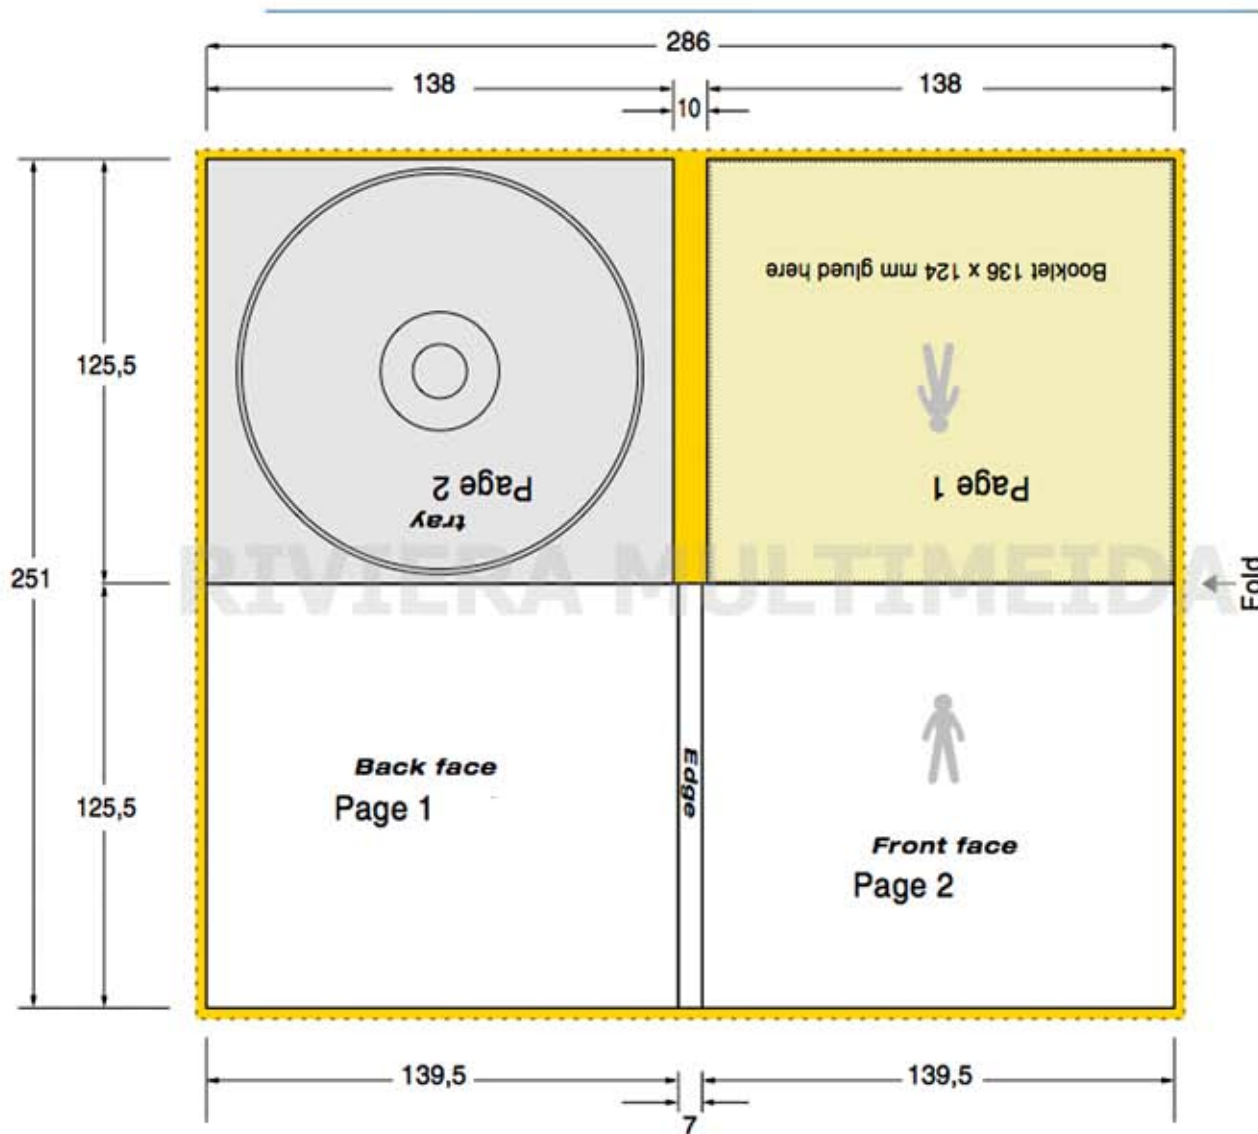 286
138
10
138
Booklet 136 x 124 mm glued here
125,5
Page 2
tray
Page 1
RIVIERA MULTIMEIDA
251
Fold
Back face
Page 1
Edge
125,5
Front face
Page 2
139,5
7
139,5